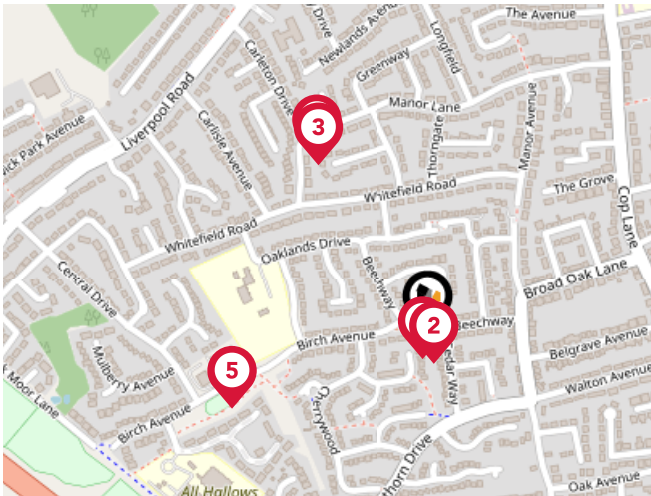 The Avenue
Drive
Newlands Avenue
Longfield
Carleton Drive
Greenway
Liverpool Road
Manor Lane
3
Thorngate
Manor Avenue
Carlisle Avenue
wick Park Avenue
Whitefield Road
The Grove
Cop Lane
Whitefield Road
Oaklands Drive
Beechway
Broad Oak Lane
Central Drive
2
Beechway
Birch Avenue
Belgrave Avenue
Cedar Way
5
Mulberry Avenue
Walton Avenue
k Moor Lane
Cherrywood
Birch Avenue
thorn Drive
All Hallows
Oak Avenue